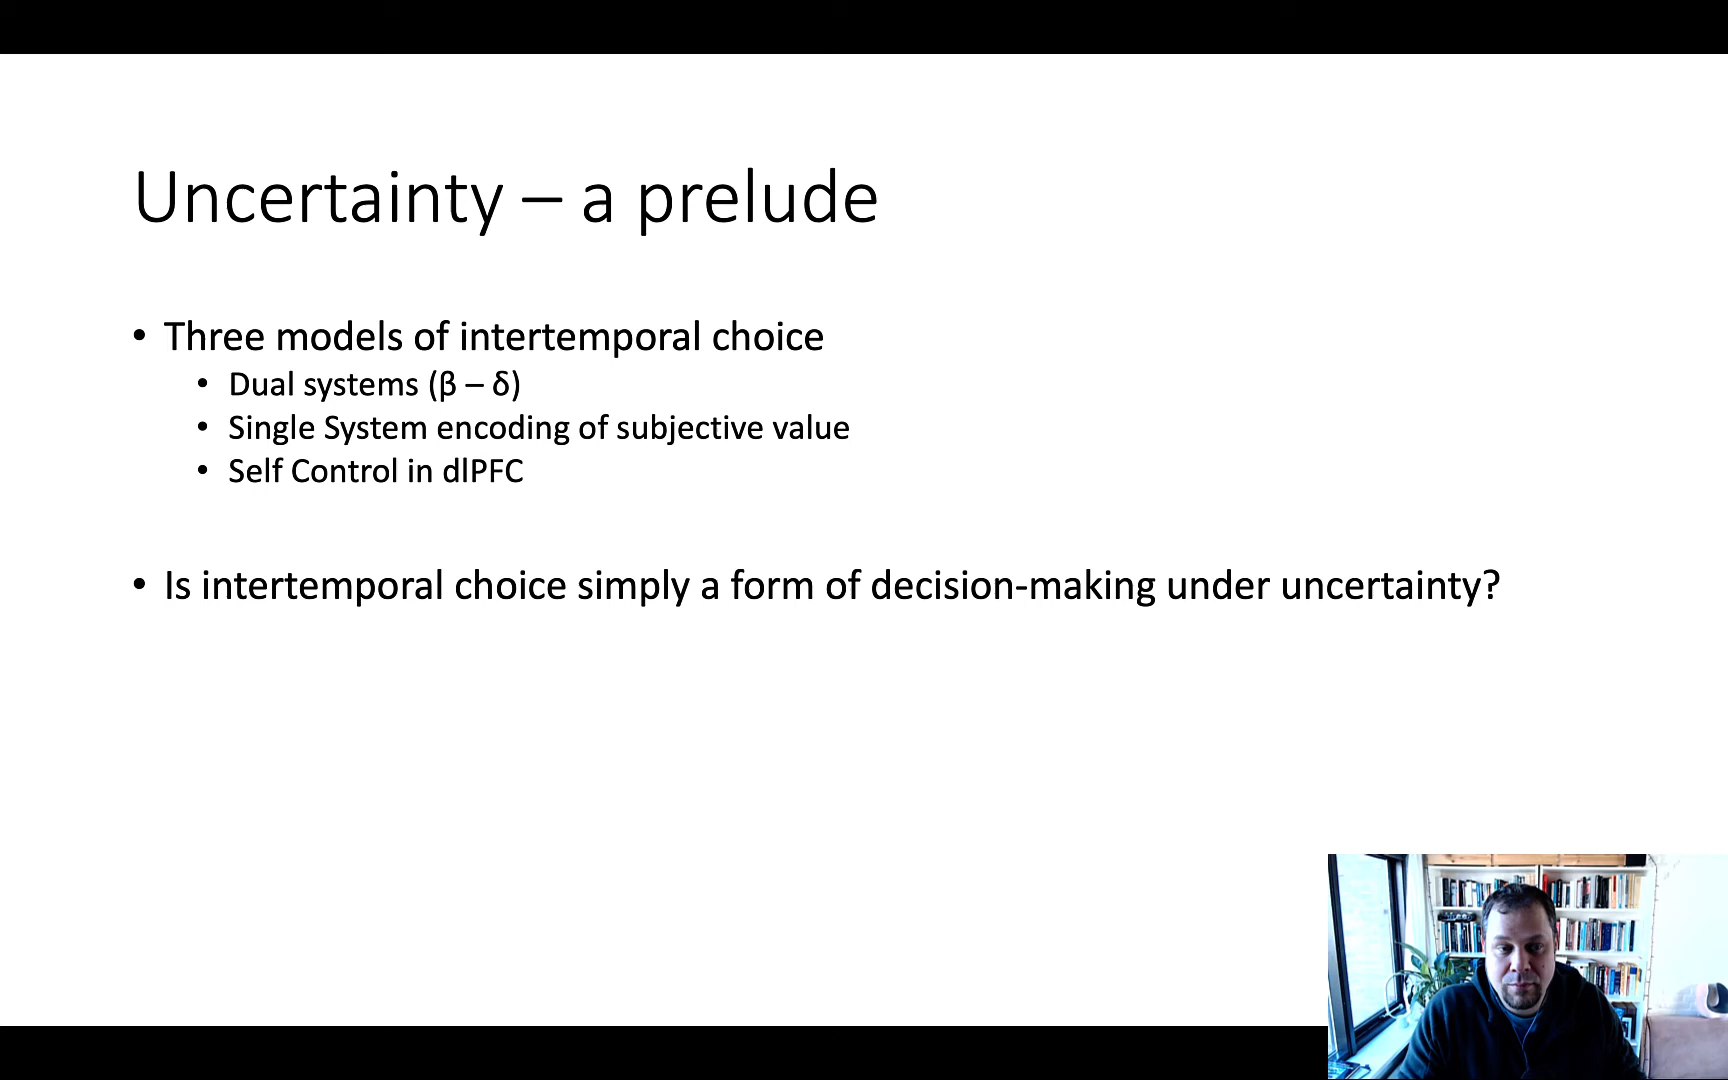 Uncertainty – a prelude
• Three models of intertemporal choice
• Dual systems (β – δ)
• Single System encoding of subjective value
• Self Control in dlPFC
• Is intertemporal choice simply a form of decision-making under uncertainty?